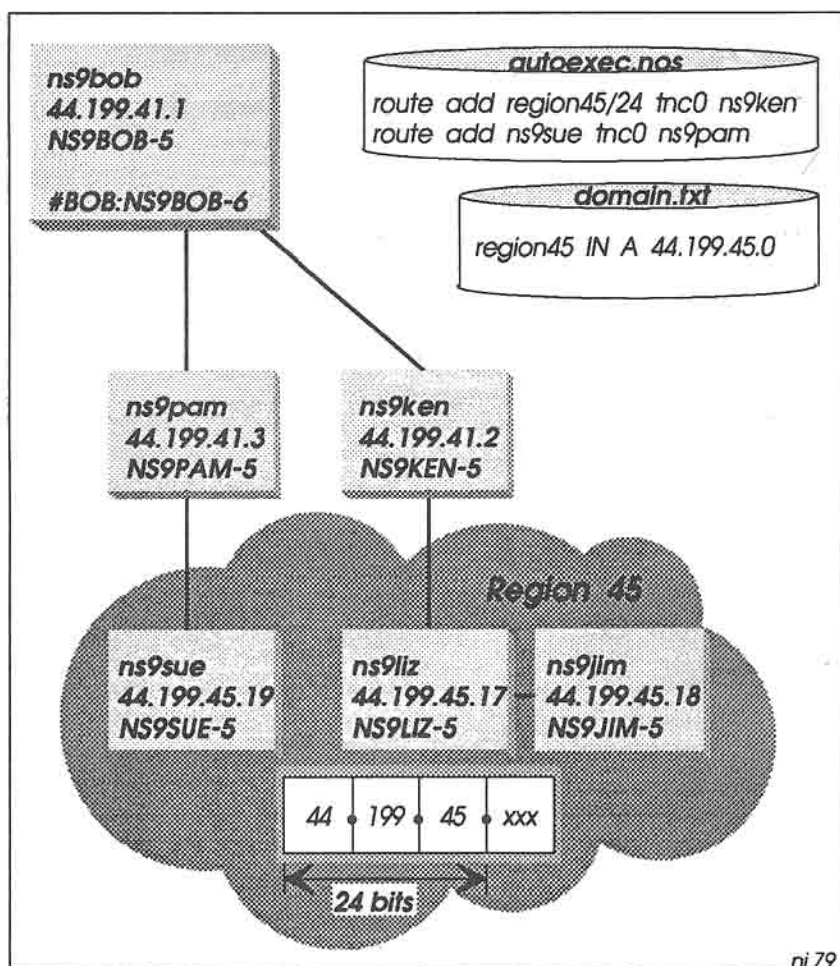 ns9bob
44.199.41.1
NS9BOB-5
#BOB:NS9BOB-6
autoexec.nos
route add region45/24 tnc0 ns9ken
route add ns9sue tnc0 ns9pam
domain.txt
region45 IN A 44.199.45.0
ns9pam
44.199.41.3
NS9PAM-5
ns9ken
44.199.41.2
NS9KEN-5
Region 45
ns9sue
44.199.45.19
NS9SUE-5
ns9liz
44.199.45.17
NS9LIZ-5
ns9jim
44.199.45.18
NS9JIM-5
44 . 199 . 45 . xxx
24 bits
ni 79